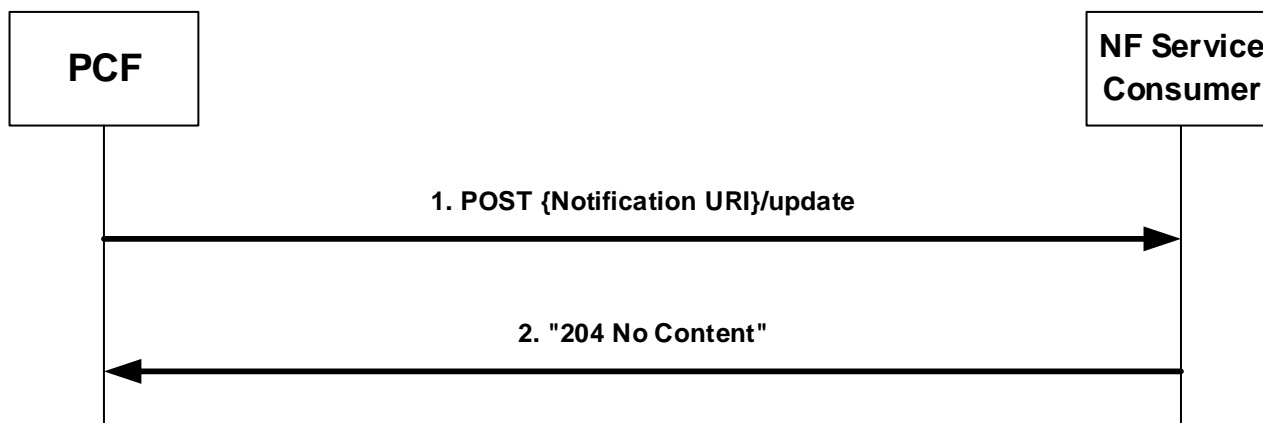 PCF
NF Service
Consumer
1. POST {Notification URI}/update
2. "204 No Content"